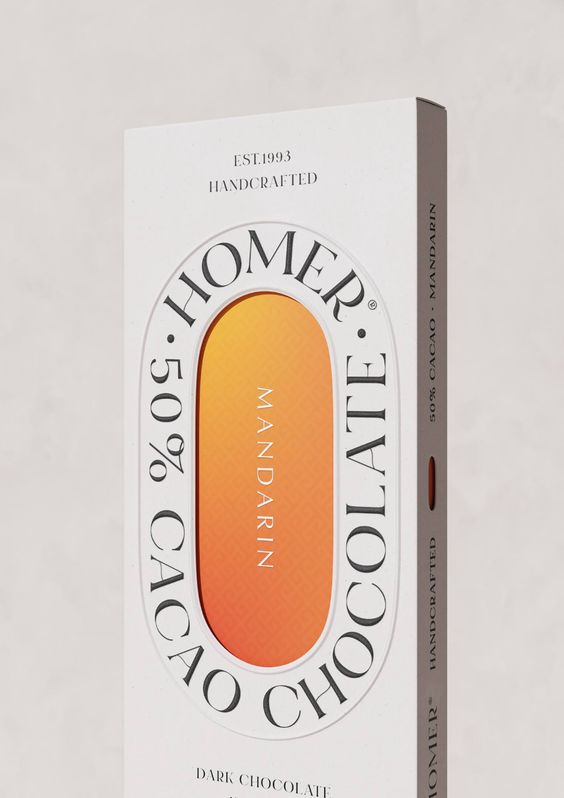 EST.1993
HANDCRAFTED
HOMER®
• 50% CACAO CHOCOLATE •
MANDARIN
DARK CHOCOLATE
50% CACAO · MANDARIN
HANDCRAFTED
HOMER®